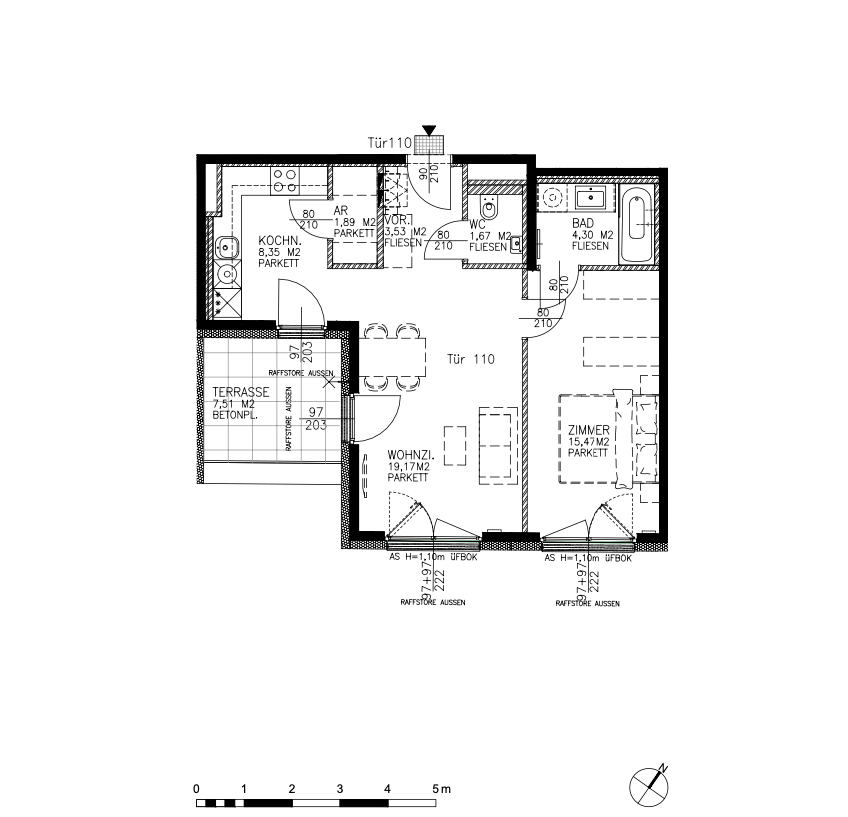 Tür110
90
210
AR
1,89 M2
PARKETT
80
210
VOR.
3,53 M2
FLIESEN
80
210
WC
1,67 M2
FLIESEN
BAD
4,30 M2
FLIESEN
KOCHN.
8,35 M2
PARKETT
80
210
80
210
97
203
RAFFSTORE AUSSEN
Tür 110
TERRASSE
7,51 M2
BETONPL.
RAFFSTORE AUSSEN
97
203
WOHNZI.
19,17M2
PARKETT
ZIMMER
15,47M2
PARKETT
AS H=1,10m ÜFBOK
97+97
222
RAFFSTORE AUSSEN
AS H=1,10m ÜFBOK
97+97
222
RAFFSTORE AUSSEN
0 1 2 3 4 5 m
N